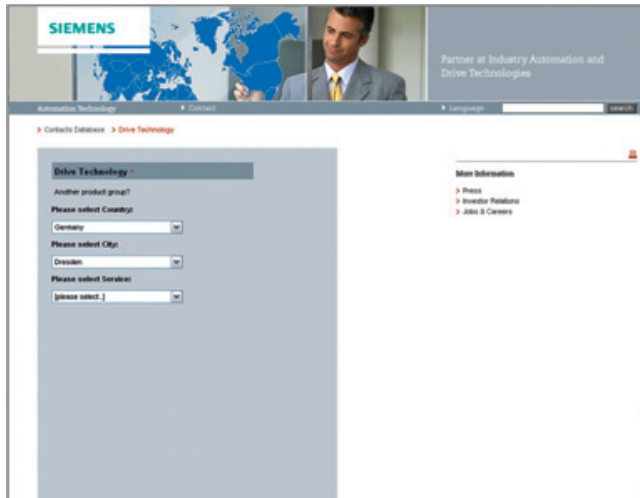 SIEMENS
Partner at Industry Automation and
Drive Technologies
Automation Technology
Contact
Language
search
Contacts Database
Drive Technology
Drive Technology
Another product group?
Please select Country:
Germany
Please select City:
Dresden
Please select Service:
[please select..]
More Information
Press
Investor Relations
Jobs & Careers